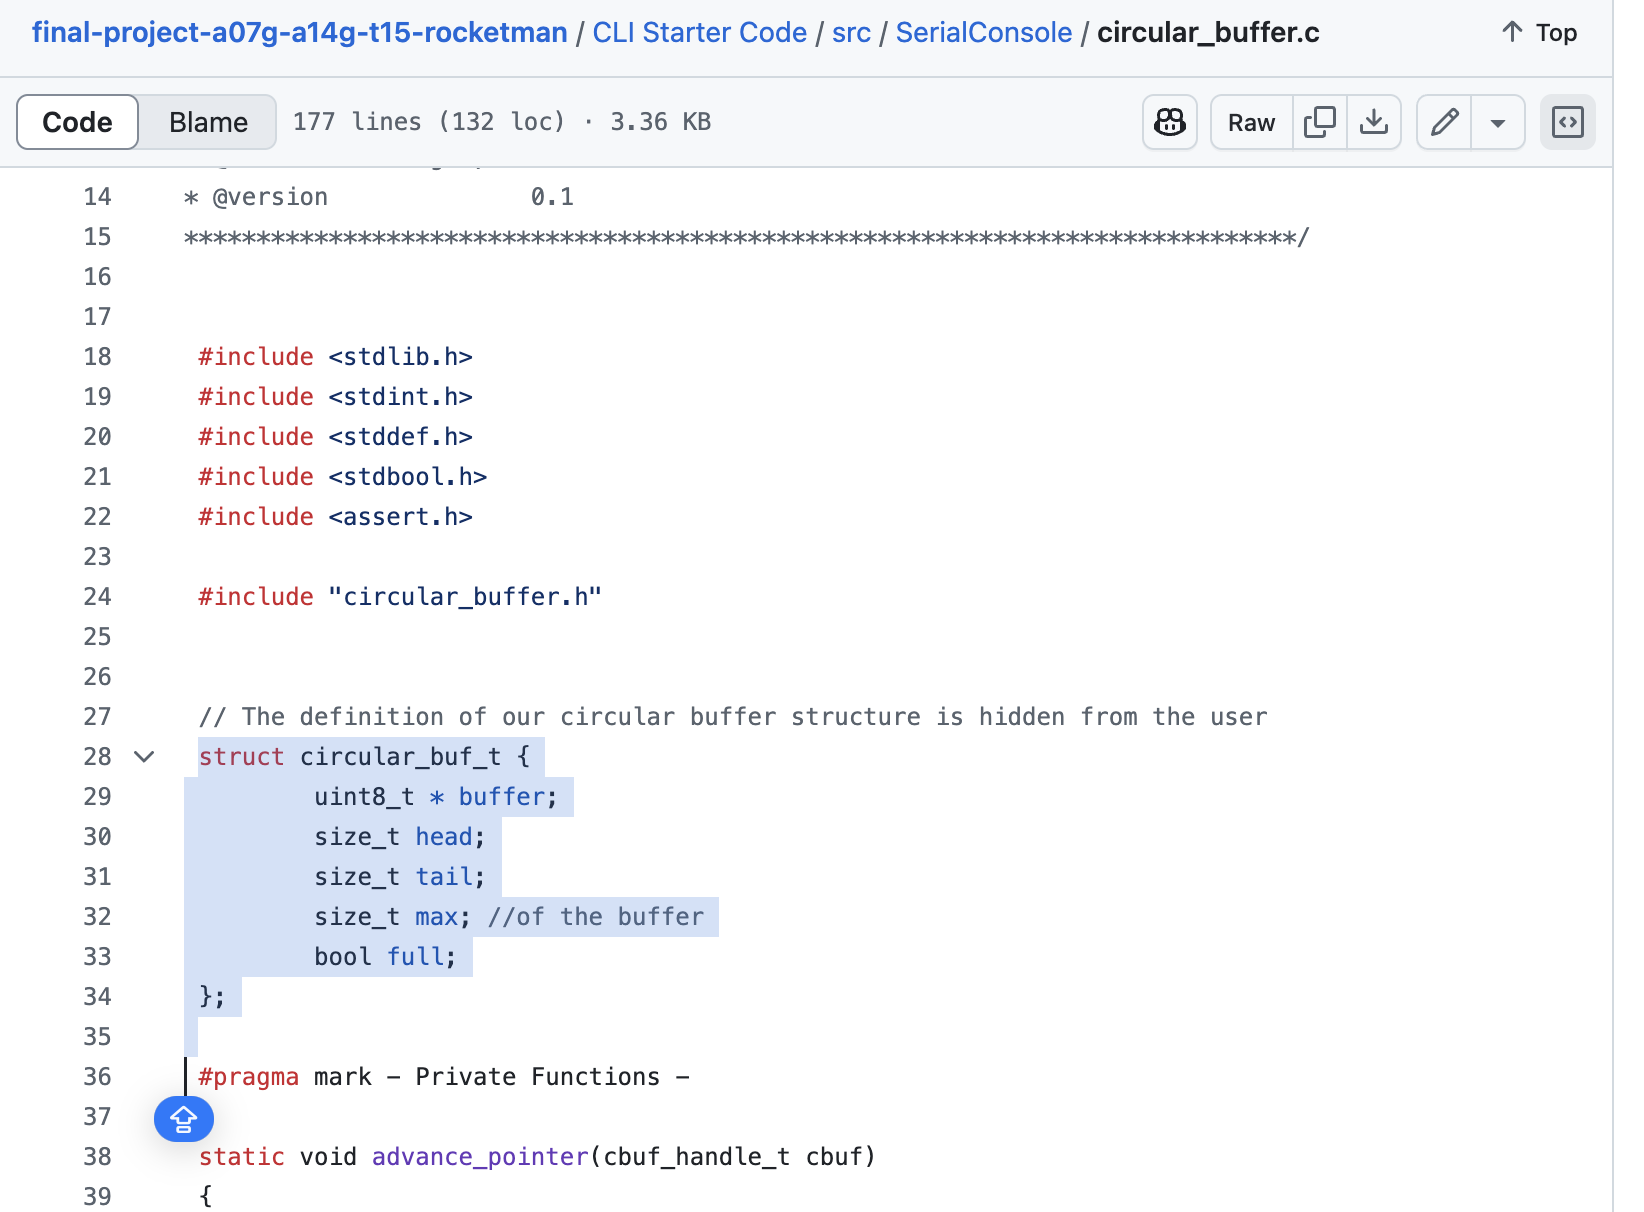 final-project-a07g-a14g-t15-rocketman / CLI Starter Code / src / SerialConsole / circular_buffer.c
Top
Code Blame 177 lines (132 loc) · 3.36 KB Raw
14 * @version 0.1
15 *****************************************************************************/
16
17
18 #include <stdlib.h>
19 #include <stdint.h>
20 #include <stddef.h>
21 #include <stdbool.h>
22 #include <assert.h>
23
24 #include "circular_buffer.h"
25
26
27 // The definition of our circular buffer structure is hidden from the user
28 struct circular_buf_t {
29 uint8_t * buffer;
30 size_t head;
31 size_t tail;
32 size_t max; //of the buffer
33 bool full;
34 };
35
36 #pragma mark - Private Functions -
37
38 static void advance_pointer(cbuf_handle_t cbuf)
39 {